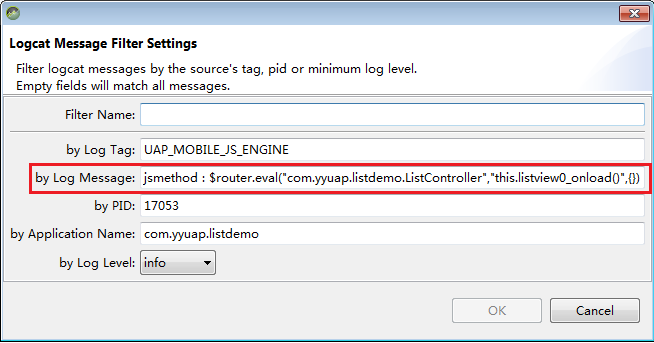 Logcat Message Filter Settings
Filter logcat messages by the source's tag, pid or minimum log level.
Empty fields will match all messages.
Filter Name:
by Log Tag: UAP_MOBILE_JS_ENGINE
by Log Message: jsmethod : $router.eval("com.yyuap.listdemo.ListController","this.listview0_onload()",{})
by PID: 17053
by Application Name: com.yyuap.listdemo
by Log Level: info
OK Cancel